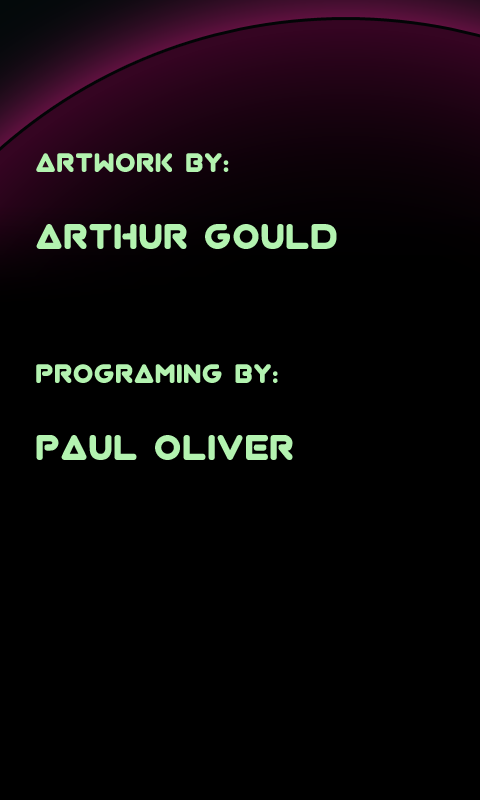 ARTWORK BY:
ARTHUR GOULD
PROGRAMING BY:
PAUL OLIVER